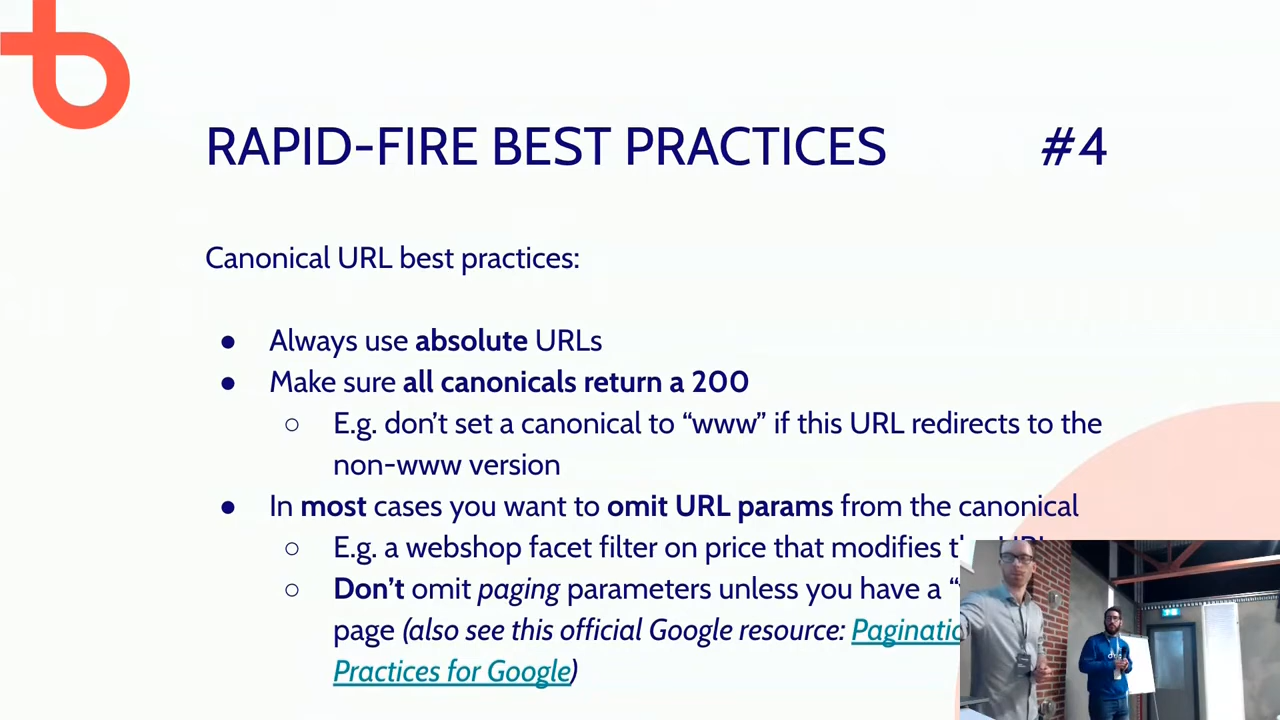 RAPID-FIRE BEST PRACTICES #4
Canonical URL best practices:
● Always use absolute URLs
● Make sure all canonicals return a 200
○ E.g. don’t set a canonical to “www” if this URL redirects to the
non-www version
● In most cases you want to omit URL params from the canonical
○ E.g. a webshop facet filter on price that modifies the URL
○ Don’t omit paging parameters unless you have a
page (also see this official Google resource:
Practices for Google)